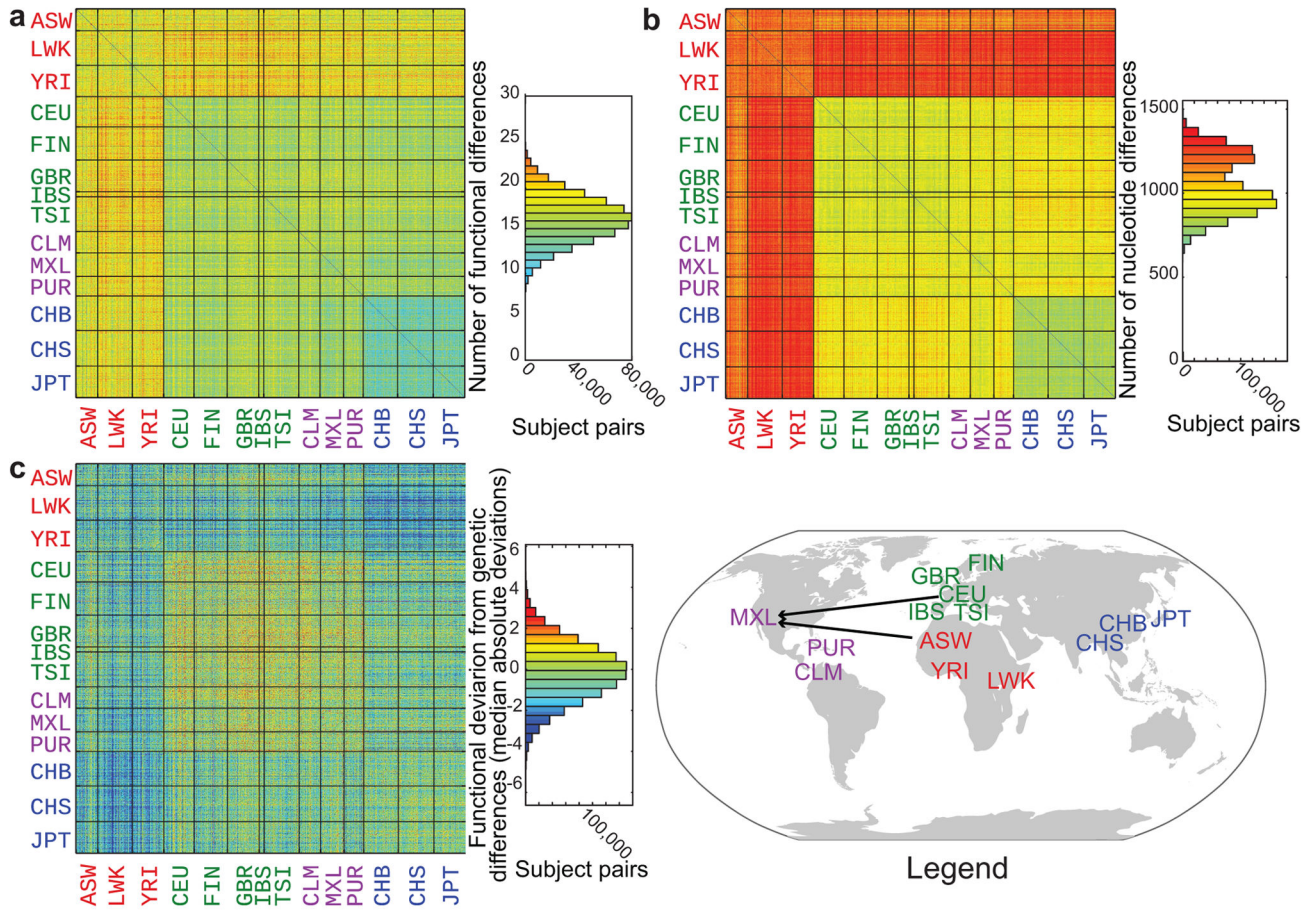 a
ASW
LWK
YRI
CEU
FIN
GBR
IBS
TSI
CLM
MXL
PUR
CHB
CHS
JPT
ASW LWK YRI CEU FIN GBR IBS TSI CLM MXL PUR CHB CHS JPT
Number of functional differences
30
25
20
15
10
5
0
0 40,000 80,000
Subject pairs
b
ASW
LWK
YRI
CEU
FIN
GBR
IBS
TSI
CLM
MXL
PUR
CHB
CHS
JPT
ASW LWK YRI CEU FIN GBR IBS TSI CLM MXL PUR CHB CHS JPT
Number of nucleotide differences
1500
1000
500
0
0 100,000
Subject pairs
c
ASW
LWK
YRI
CEU
FIN
GBR
IBS
TSI
CLM
MXL
PUR
CHB
CHS
JPT
ASW LWK YRI CEU FIN GBR IBS TSI CLM MXL PUR CHB CHS JPT
Functional deviarion from genetic
differences (median absolute deviations)
6
4
2
0
-2
-4
-6
100,000
Subject pairs
FIN
GBR
CEU
IBS TSI
MXL
ASW
PUR
CLM
YRI
LWK
CHB
JPT
CHS
Legend